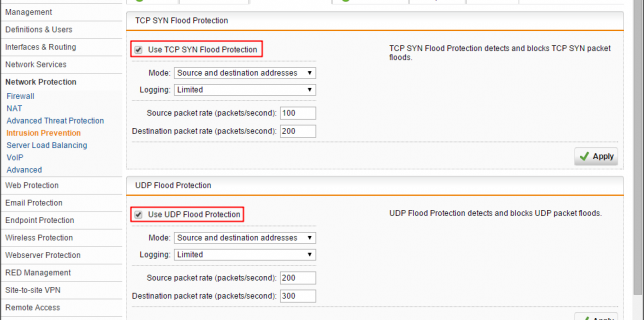 Management
Definitions & Users
Interfaces & Routing
Network Services
Network Protection
Firewall
NAT
Advanced Threat Protection
Intrusion Prevention
Server Load Balancing
VoIP
Advanced
Web Protection
Email Protection
Endpoint Protection
Wireless Protection
Webserver Protection
RED Management
Site-to-site VPN
Remote Access
TCP SYN Flood Protection
Use TCP SYN Flood Protection
TCP SYN Flood Protection detects and blocks TCP SYN packet
floods.
Mode: Source and destination addresses
Logging: Limited
Source packet rate (packets/second): 100
Destination packet rate (packets/second): 200
Apply
UDP Flood Protection
Use UDP Flood Protection
UDP Flood Protection detects and blocks UDP packet floods.
Mode: Source and destination addresses
Logging: Limited
Source packet rate (packets/second): 200
Destination packet rate (packets/second): 300
Apply